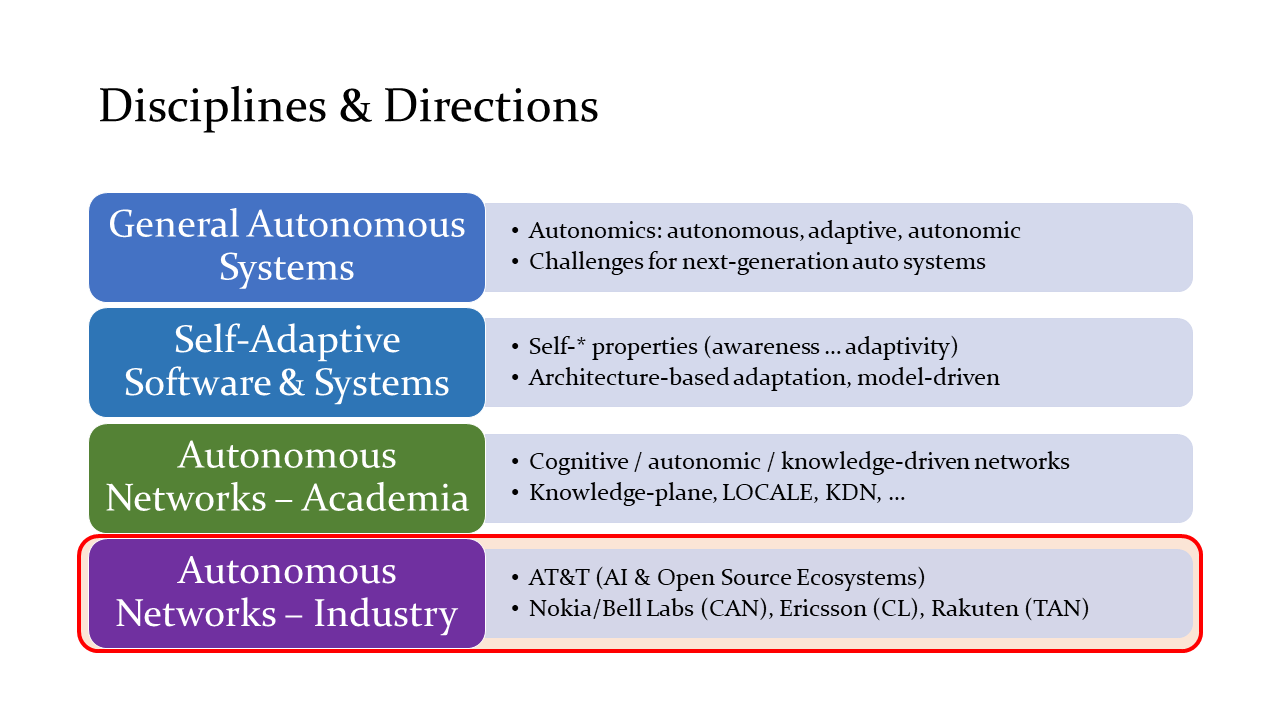 Disciplines & Directions
General Autonomous
Systems
• Autonomics: autonomous, adaptive, autonomic
• Challenges for next-generation auto systems
Self-Adaptive
Software & Systems
• Self-* properties (awareness ... adaptivity)
• Architecture-based adaptation, model-driven
Autonomous
Networks – Academia
• Cognitive / autonomic / knowledge-driven networks
• Knowledge-plane, LOCALE, KDN, ...
Autonomous
Networks – Industry
• AT&T (AI & Open Source Ecosystems)
• Nokia/Bell Labs (CAN), Ericsson (CL), Rakuten (TAN)